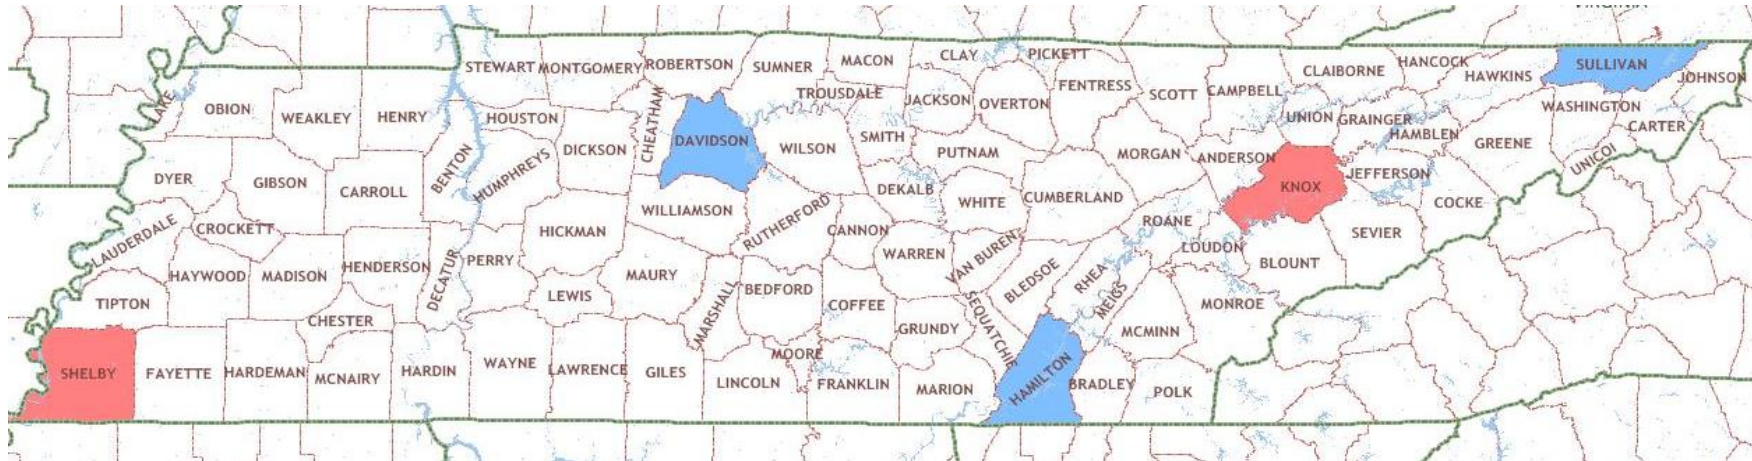 STEWART
MONTGOMERY
ROBERTSON
SUMNER
MACON
CLAY
PICKETT
FENTRESS
SCOTT
CAMPBELL
CLAIBORNE
HANCOCK
HAWKINS
SULLIVAN
JOHNSON
LAKE
OBION
WEAKLEY
HENRY
HOUSTON
DICKSON
CHEATHAM
DAVIDSON
TROUSDALE
WILSON
SMITH
JACKSON
OVERTON
PUTNAM
MORGAN
ANDERSON
UNION
GRAINGER
HAMBLEN
GREENE
WASHINGTON
UNICOI
CARTER
DYER
GIBSON
CARROLL
BENTON
HUMPHREYS
WILLIAMSON
RUTHERFORD
CANNON
DEKALB
WHITE
CUMBERLAND
ROANE
KNOX
JEFFERSON
COCKE
SEVIER
LAUDERDALE
CROCKETT
HAYWOOD
MADISON
HENDERSON
DECATUR
PERRY
HICKMAN
LEWIS
MAURY
MARSHALL
BEDFORD
COFFEE
WARREN
VAN BUREN
BLEDSOE
RHEA
MEIGS
LOUDON
BLOUNT
MONROE
TIPTON
CHESTER
GRUNDY
SEQUATCHIE
MCMINN
SHELBY
FAYETTE
HARDEMAN
MCNAIRY
HARDIN
WAYNE
LAWRENCE
GILES
LINCOLN
MOORE
FRANKLIN
MARION
HAMILTON
BRADLEY
POLK